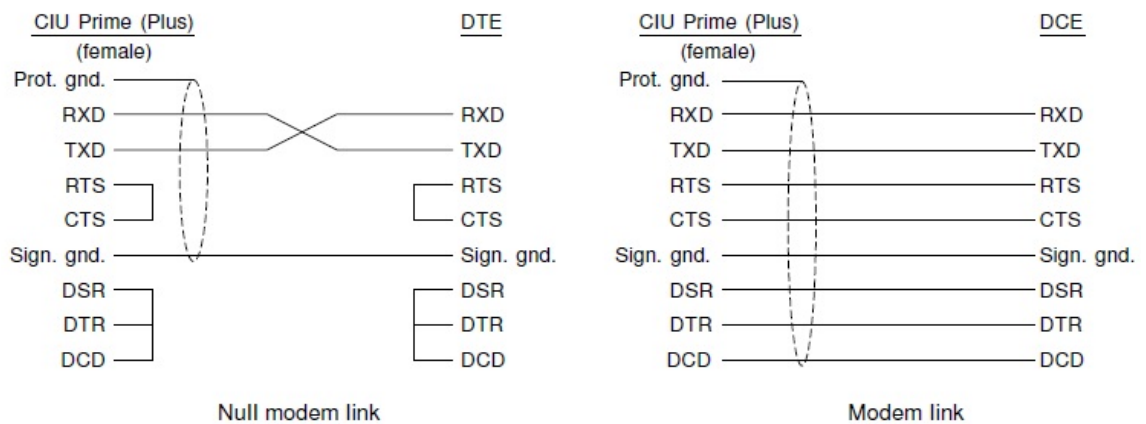 CIU Prime (Plus) DTE
(female)
Prot. gnd.
RXD RXD
TXD TXD
RTS RTS
CTS CTS
Sign. gnd. Sign. gnd.
DSR DSR
DTR DTR
DCD DCD
Null modem link
CIU Prime (Plus) DCE
(female)
Prot. gnd.
RXD RXD
TXD TXD
RTS RTS
CTS CTS
Sign. gnd. Sign. gnd.
DSR DSR
DTR DTR
DCD DCD
Modem link